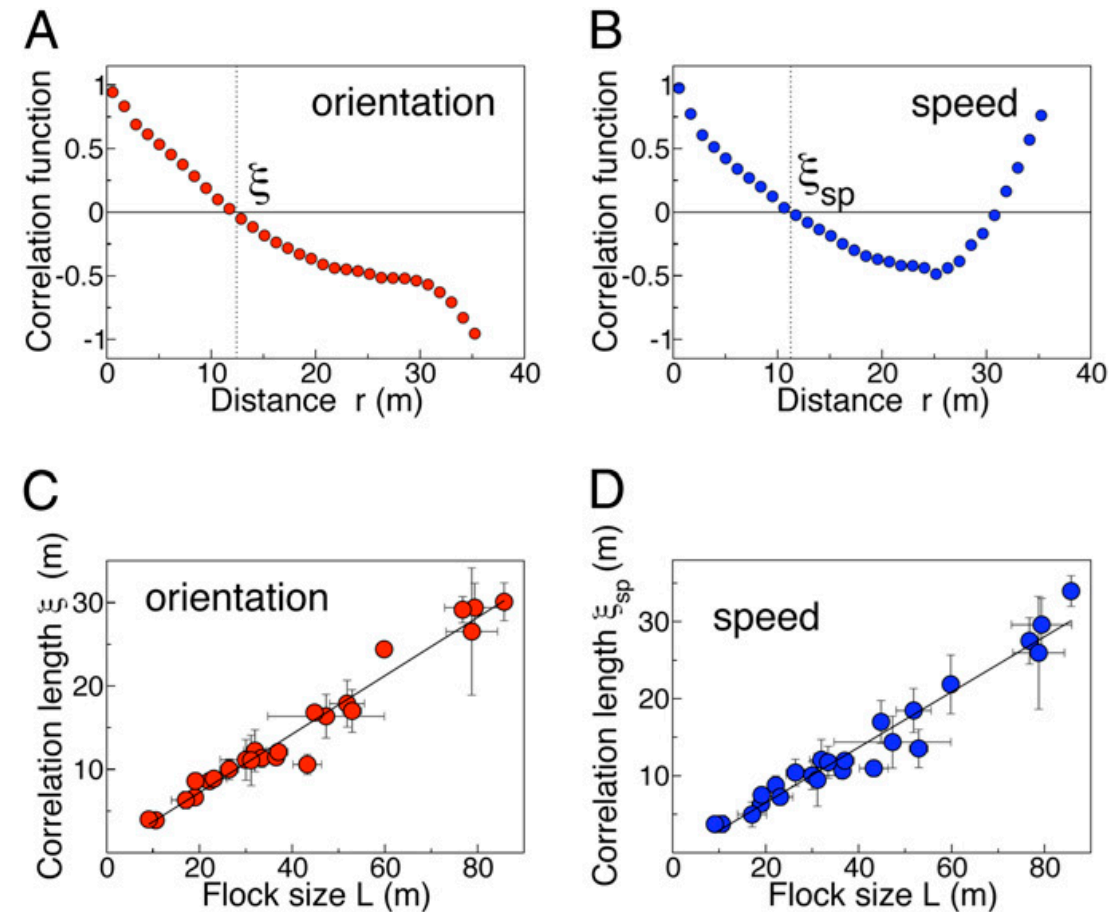 A
Correlation function
1
0.5
0
-0.5
-1
orientation
ξ
0 10 20 30 40
Distance r (m)
B
Correlation function
1
0.5
0
-0.5
-1
speed
ξsp
0 10 20 30 40
Distance r (m)
C
Correlation length ξ (m)
30
20
10
orientation
0 20 40 60 80
Flock size L (m)
D
Correlation length ξsp (m)
30
20
10
speed
0 20 40 60 80
Flock size L (m)